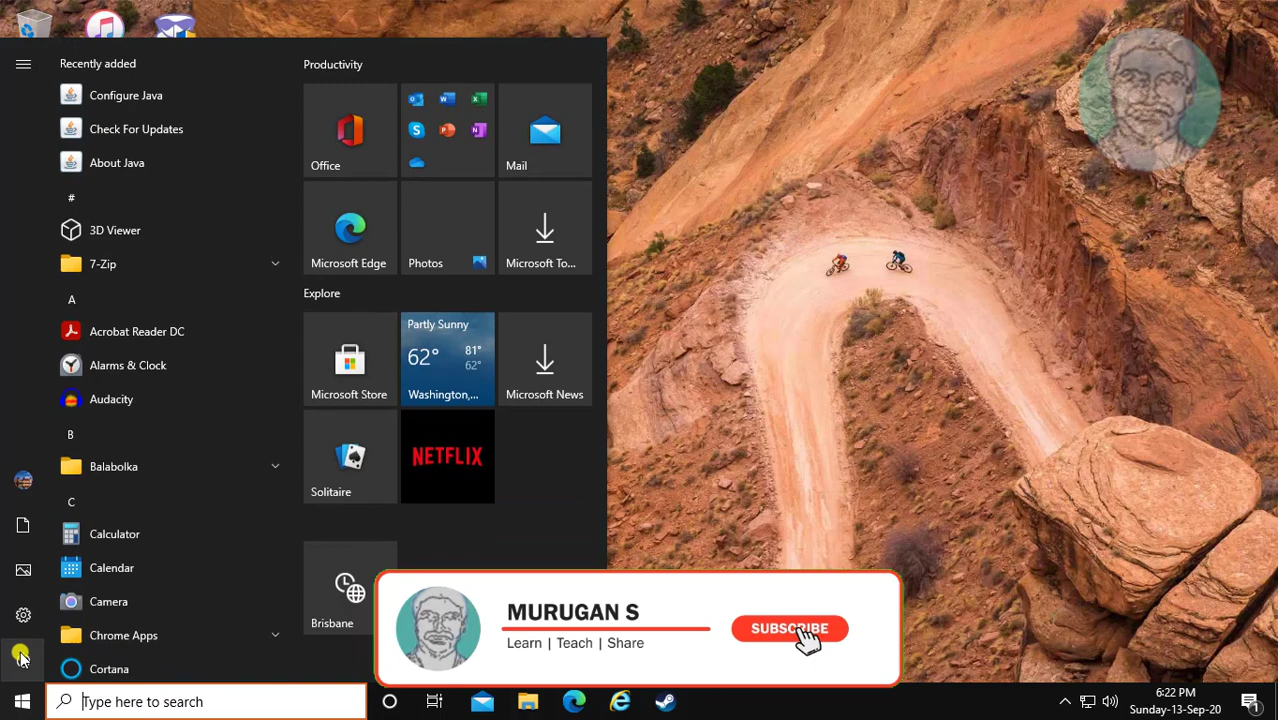 Recently added
Configure Java
Check For Updates
About Java
#
3D Viewer
7-Zip
A
Acrobat Reader DC
Alarms & Clock
Audacity
B
Balabolka
C
Calculator
Calendar
Camera
Chrome Apps
Cortana
Productivity
Office
Mail
Microsoft Edge
Photos
Microsoft To...
Explore
Microsoft Store
Partly Sunny
62° 81°
62°
Washington,...
Microsoft News
Solitaire
NETFLIX
Brisbane
MURUGAN S
Learn | Teach | Share
SUBSCRIBE
Type here to search
6:22 PM
Sunday-13-Sep-20
1